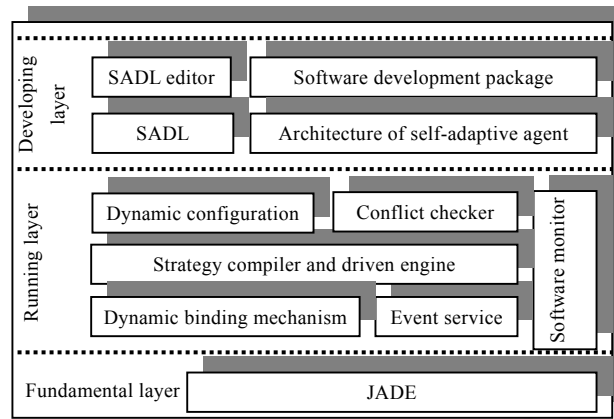 Developing
layer
SADL editor
Software development package
SADL
Architecture of self-adaptive agent
Running layer
Dynamic configuration
Conflict checker
Software monitor
Strategy compiler and driven engine
Dynamic binding mechanism
Event service
Fundamental layer
JADE